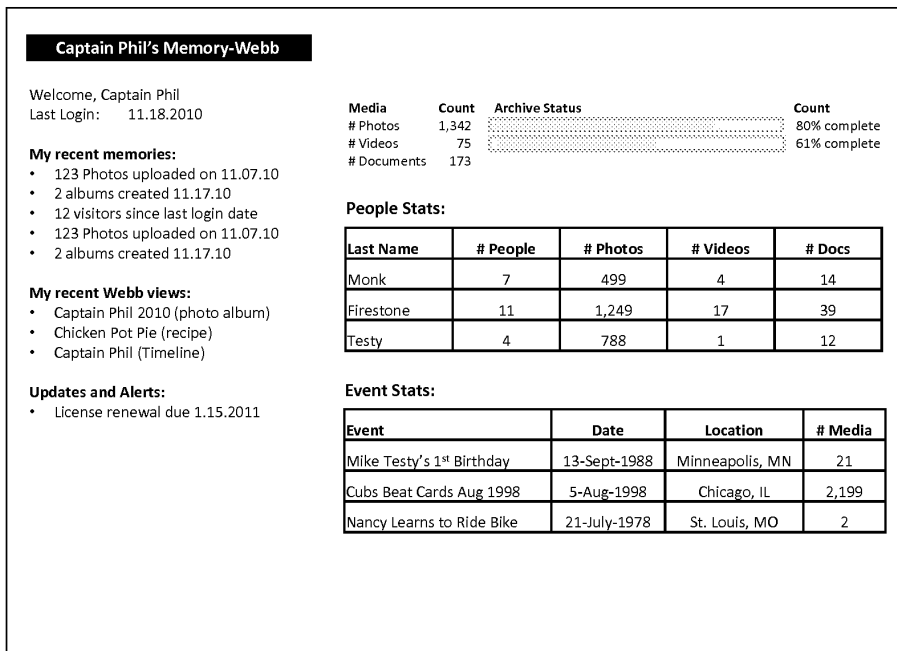 Captain Phil’s Memory-Webb
Welcome, Captain Phil
Last Login: 11.18.2010
My recent memories:
• 123 Photos uploaded on 11.07.10
• 2 albums created 11.17.10
• 12 visitors since last login date
• 123 Photos uploaded on 11.07.10
• 2 albums created 11.17.10
My recent Webb views:
• Captain Phil 2010 (photo album)
• Chicken Pot Pie (recipe)
• Captain Phil (Timeline)
Updates and Alerts:
• License renewal due 1.15.2011
Media Count Archive Status Count
# Photos 1,342 80% complete
# Videos 75 61% complete
# Documents 173
People Stats:
Last Name # People # Photos # Videos # Docs
Monk 7 499 4 14
Firestone 11 1,249 17 39
Testy 4 788 1 12
Event Stats:
Event Date Location # Media
Mike Testy’s 1st Birthday 13-Sept-1988 Minneapolis, MN 21
Cubs Beat Cards Aug 1998 5-Aug-1998 Chicago, IL 2,199
Nancy Learns to Ride Bike 21-July-1978 St. Louis, MO 2